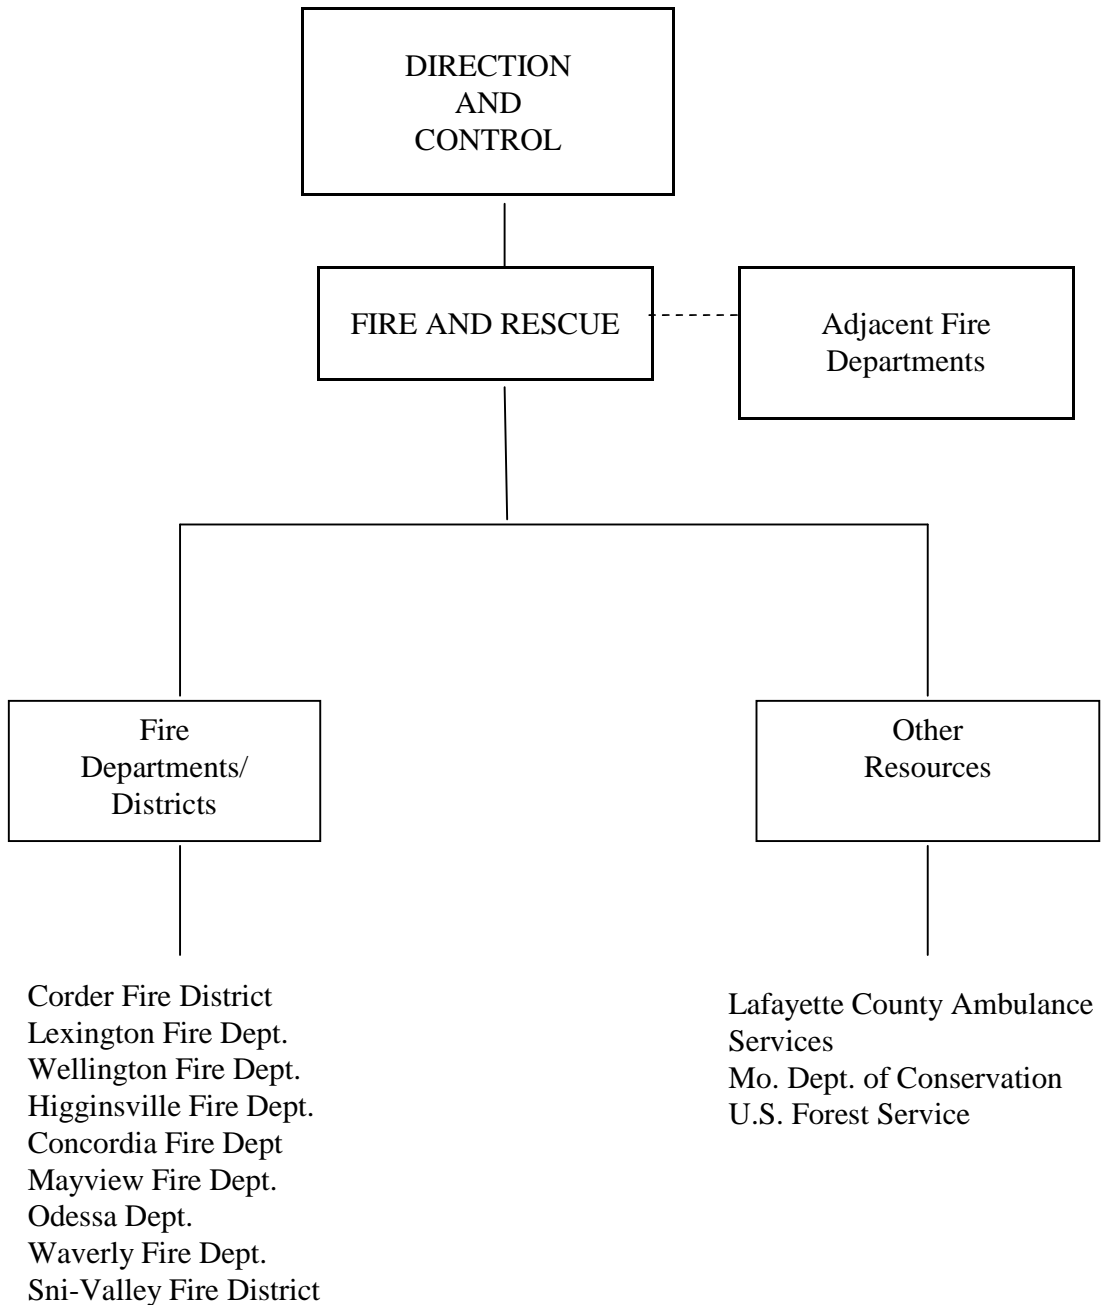 DIRECTION
AND
CONTROL
FIRE AND RESCUE
Adjacent Fire
Departments
Fire
Departments/
Districts
Other
Resources
Corder Fire District
Lexington Fire Dept.
Wellington Fire Dept.
Higginsville Fire Dept.
Concordia Fire Dept
Mayview Fire Dept.
Odessa Dept.
Waverly Fire Dept.
Sni-Valley Fire District
Lafayette County Ambulance
Services
Mo. Dept. of Conservation
U.S. Forest Service